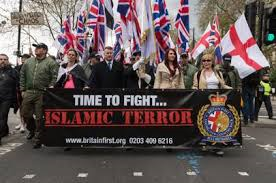 TIME TO FIGHT...
ISLAMIC TERROR
www.britainfirst.org 0203 409 6216